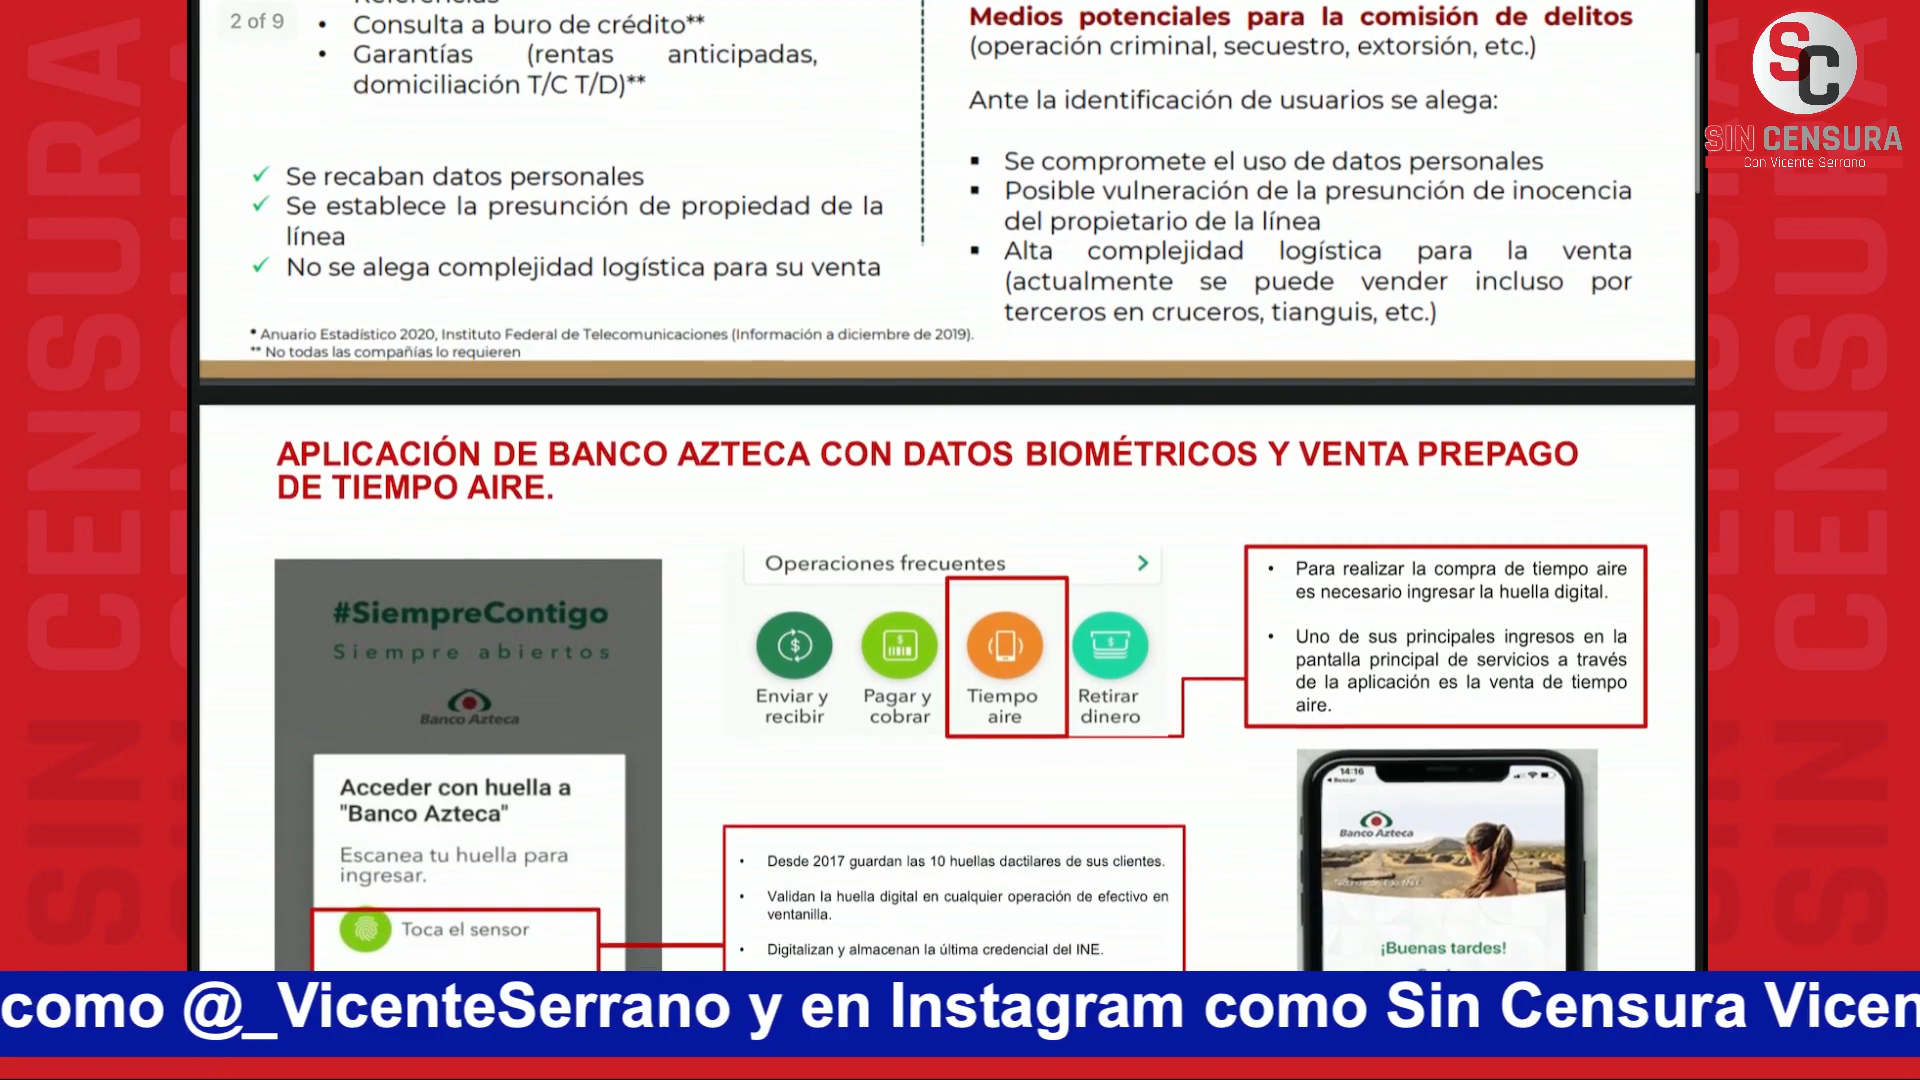 2 of 9
• Consulta a buro de crédito**
• Garantías (rentas anticipadas,
domiciliación T/C T/D)**
✓ Se recaban datos personales
✓ Se establece la presunción de propiedad de la
línea
✓ No se alega complejidad logística para su venta
* Anuario Estadístico 2020, Instituto Federal de Telecomunicaciones (Información a diciembre de 2019).
** No todas las compañías lo requieren
Medios potenciales para la comisión de delitos
(operación criminal, secuestro, extorsión, etc.)
Ante la identificación de usuarios se alega:
▪ Se compromete el uso de datos personales
▪ Posible vulneración de la presunción de inocencia
del propietario de la línea
▪ Alta complejidad logística para la venta
(actualmente se puede vender incluso por
terceros en cruceros, tianguis, etc.)
SC
SIN CENSURA
Con Vicente Serrano
APLICACIÓN DE BANCO AZTECA CON DATOS BIOMÉTRICOS Y VENTA PREPAGO
DE TIEMPO AIRE.
#SiempreContigo
Siempre abiertos
Banco Azteca
Acceder con huella a
"Banco Azteca"
Escanea tu huella para
ingresar.
Toca el sensor
Operaciones frecuentes
Enviar y
recibir
Pagar y
cobrar
Tiempo
aire
Retirar
dinero
• Para realizar la compra de tiempo aire
es necesario ingresar la huella digital.
• Uno de sus principales ingresos en la
pantalla principal de servicios a través
de la aplicación es la venta de tiempo
aire.
• Desde 2017 guardan las 10 huellas dactilares de sus clientes.
• Validan la huella digital en cualquier operación de efectivo en
ventanilla.
• Digitalizan y almacenan la última credencial del INE.
14:16
Banco Azteca
¡Buenas tardes!
SIN CENSURA
SIN CENSURA
como @_VicenteSerrano y en Instagram como Sin Censura Vicen